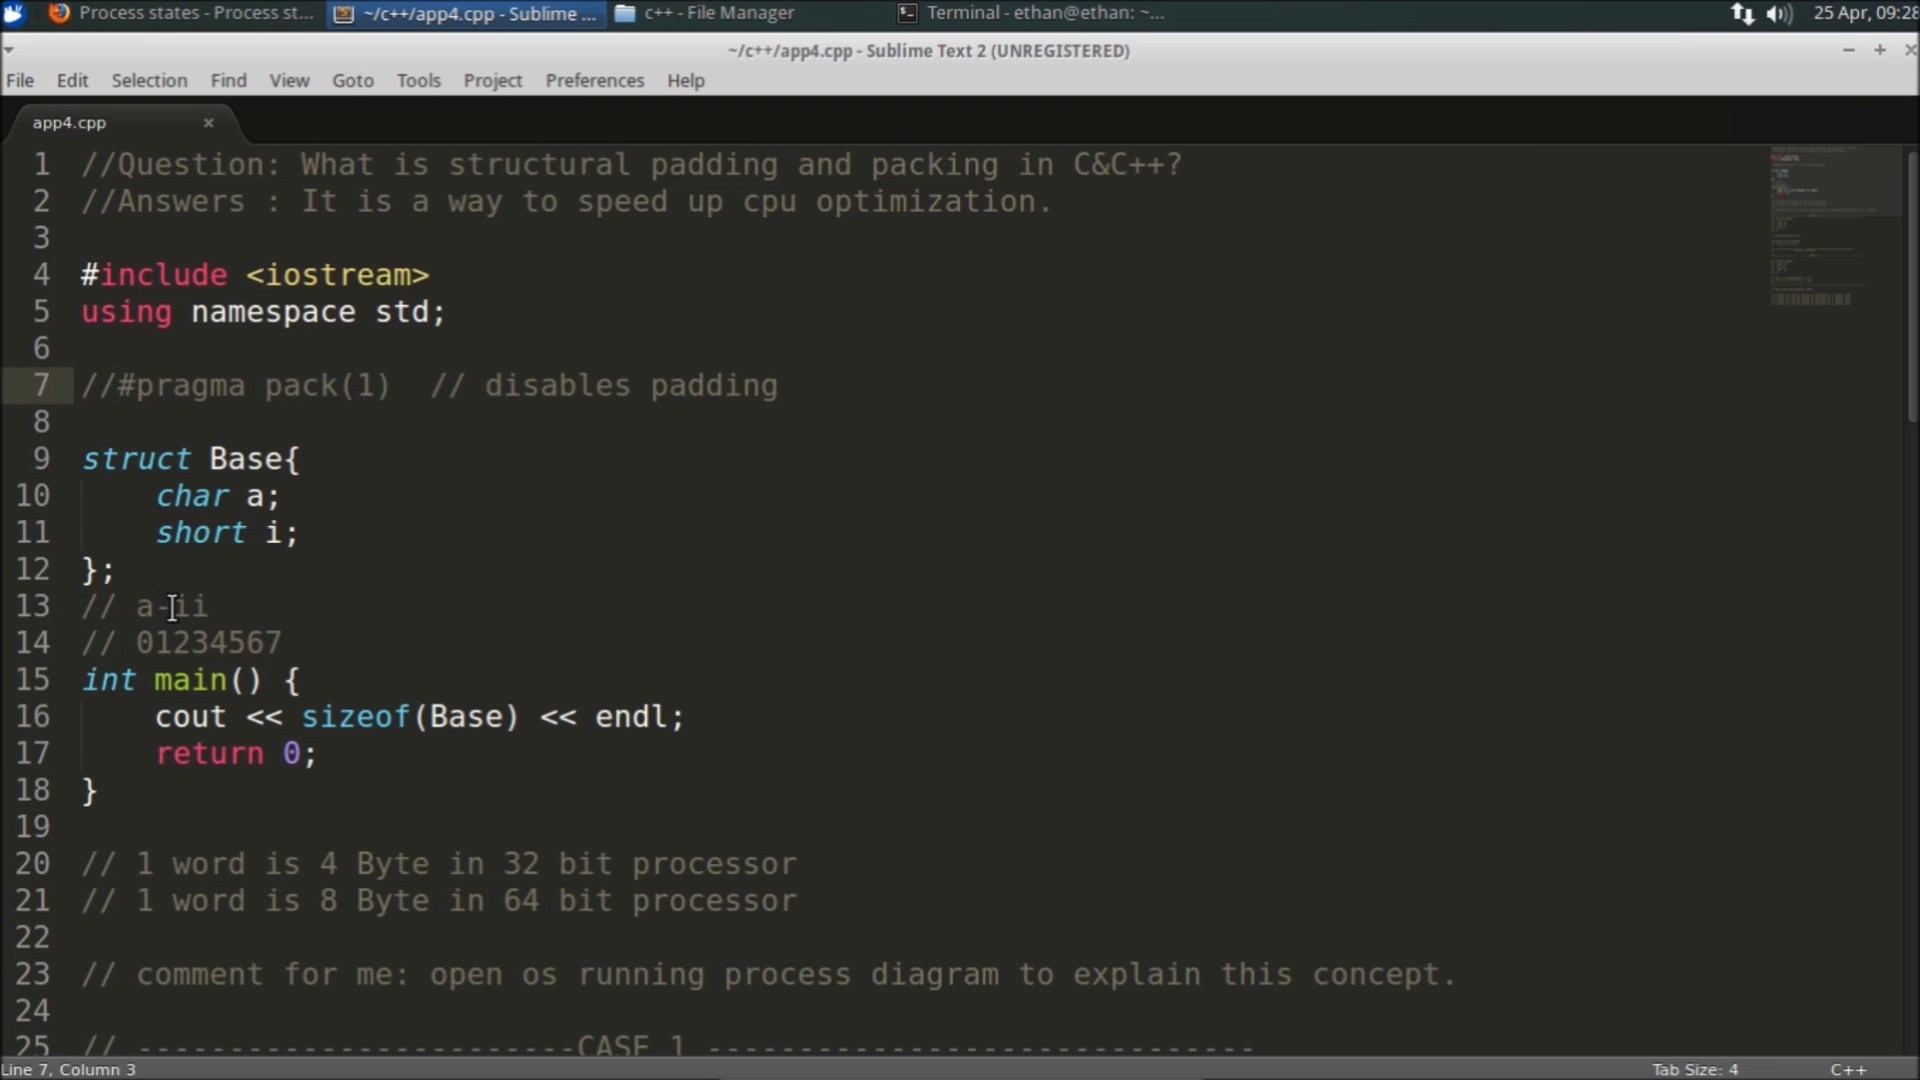 Process states - Process st...
~/c++/app4.cpp - Sublime ...
c++ - File Manager
Terminal - ethan@ethan: ~...
25 Apr, 09:28
~/c++/app4.cpp - Sublime Text 2 (UNREGISTERED)
File Edit Selection Find View Goto Tools Project Preferences Help
app4.cpp
1 //Question: What is structural padding and packing in C&C++?
2 //Answers : It is a way to speed up cpu optimization.
3
4 #include <iostream>
5 using namespace std;
6
7 //#pragma pack(1)  // disables padding
8
9 struct Base{
10     char a;
11     short i;
12 };
13 // a-ii
14 // 01234567
15 int main() {
16     cout << sizeof(Base) << endl;
17     return 0;
18 }
19
20 // 1 word is 4 Byte in 32 bit processor
21 // 1 word is 8 Byte in 64 bit processor
22
23 // comment for me: open os running process diagram to explain this concept.
24
25 // ------------------------CASE 1 ------------------------------
Line 7, Column 3
Tab Size: 4
C++